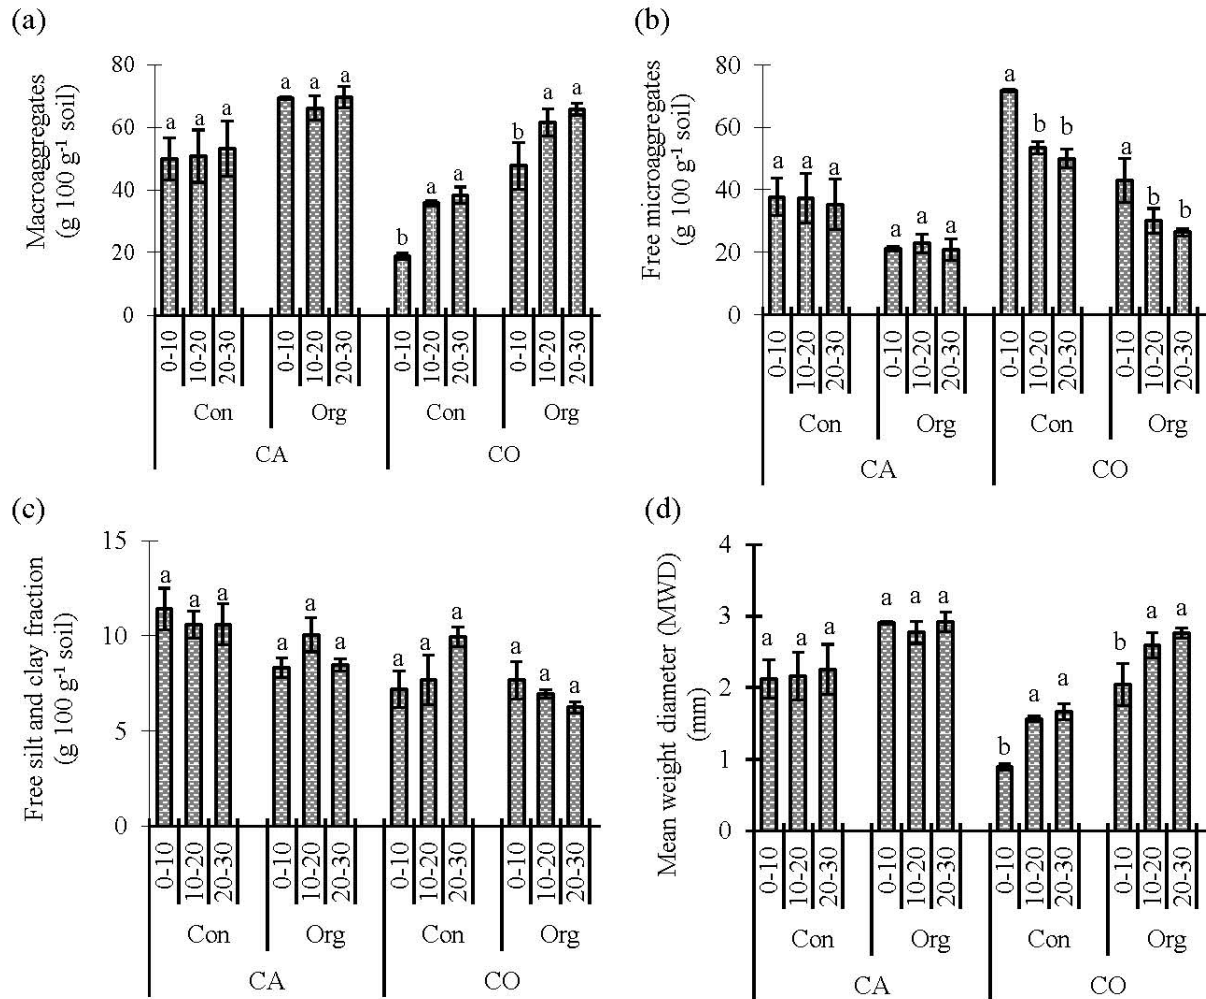 (a)
Macroaggregates
(g 100 g-1 soil)
80
60
40
20
0
a a a a a a b a a b a a
0-10 10-20 20-30 0-10 10-20 20-30 0-10 10-20 20-30 0-10 10-20 20-30
Con Org Con Org
CA CO
(b)
Free microaggregates
(g 100 g-1 soil)
80
60
40
20
0
a a a a a a a b b a b b
0-10 10-20 20-30 0-10 10-20 20-30 0-10 10-20 20-30 0-10 10-20 20-30
Con Org Con Org
CA CO
(c)
Free silt and clay fraction
(g 100 g-1 soil)
15
10
5
0
a a a a a a a a a a a a
0-10 10-20 20-30 0-10 10-20 20-30 0-10 10-20 20-30 0-10 10-20 20-30
Con Org Con Org
CA CO
(d)
Mean weight diameter (MWD)
(mm)
4
3
2
1
0
a a a a a a b a a b a a
0-10 10-20 20-30 0-10 10-20 20-30 0-10 10-20 20-30 0-10 10-20 20-30
Con Org Con Org
CA CO